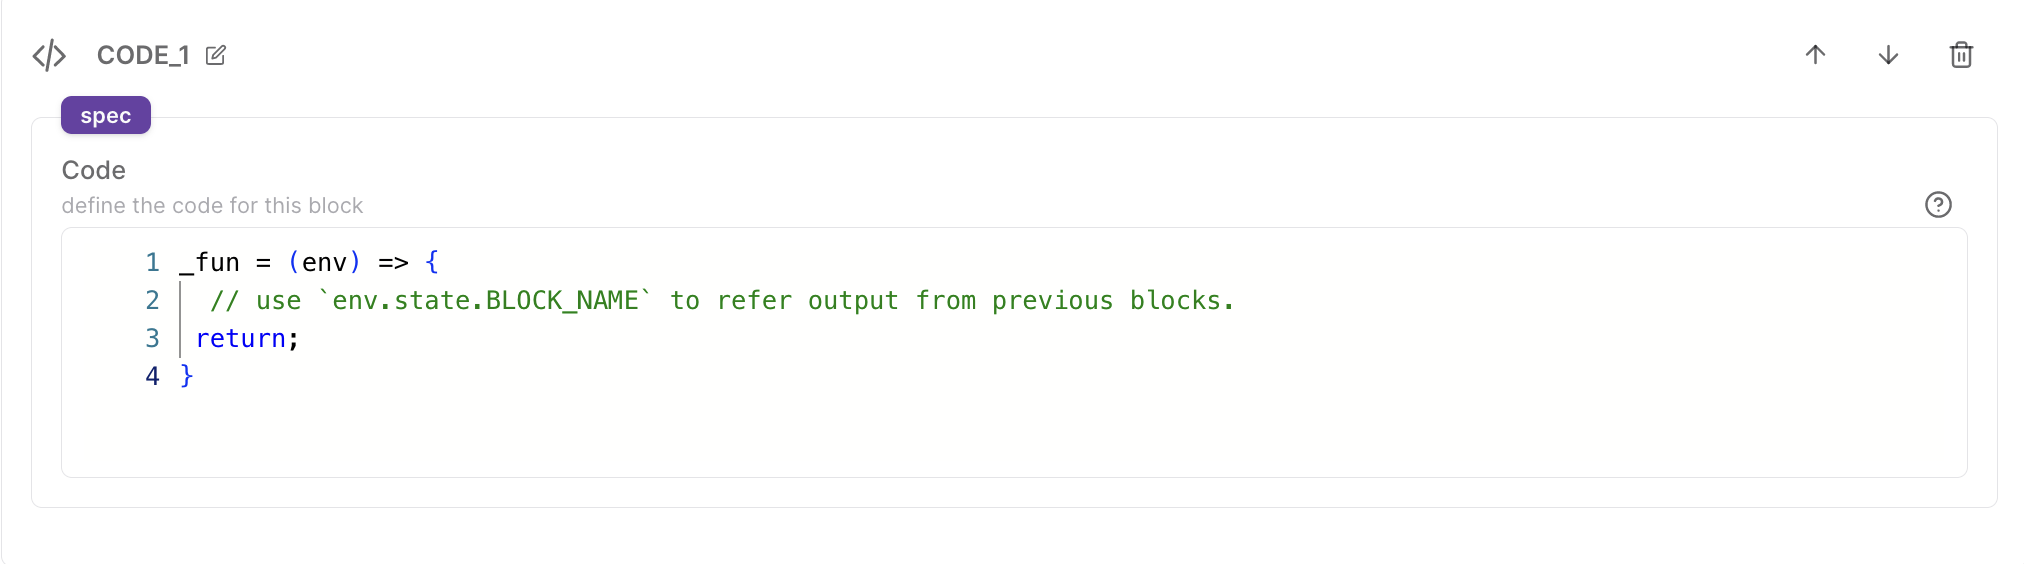 CODE_1
spec
Code
define the code for this block
1 _fun = (env) => {
2   // use `env.state.BLOCK_NAME` to refer output from previous blocks.
3  return;
4 }